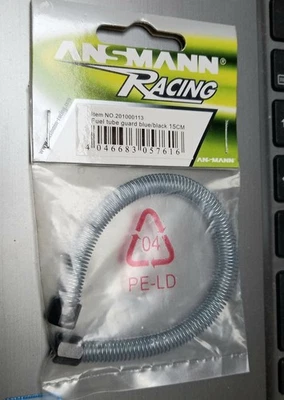 ANSMANN
RACING
Item NO.201000113
Fuel tube guard blue/black 15CM
4 046683 057616
ANSMANN
04
PE-LD